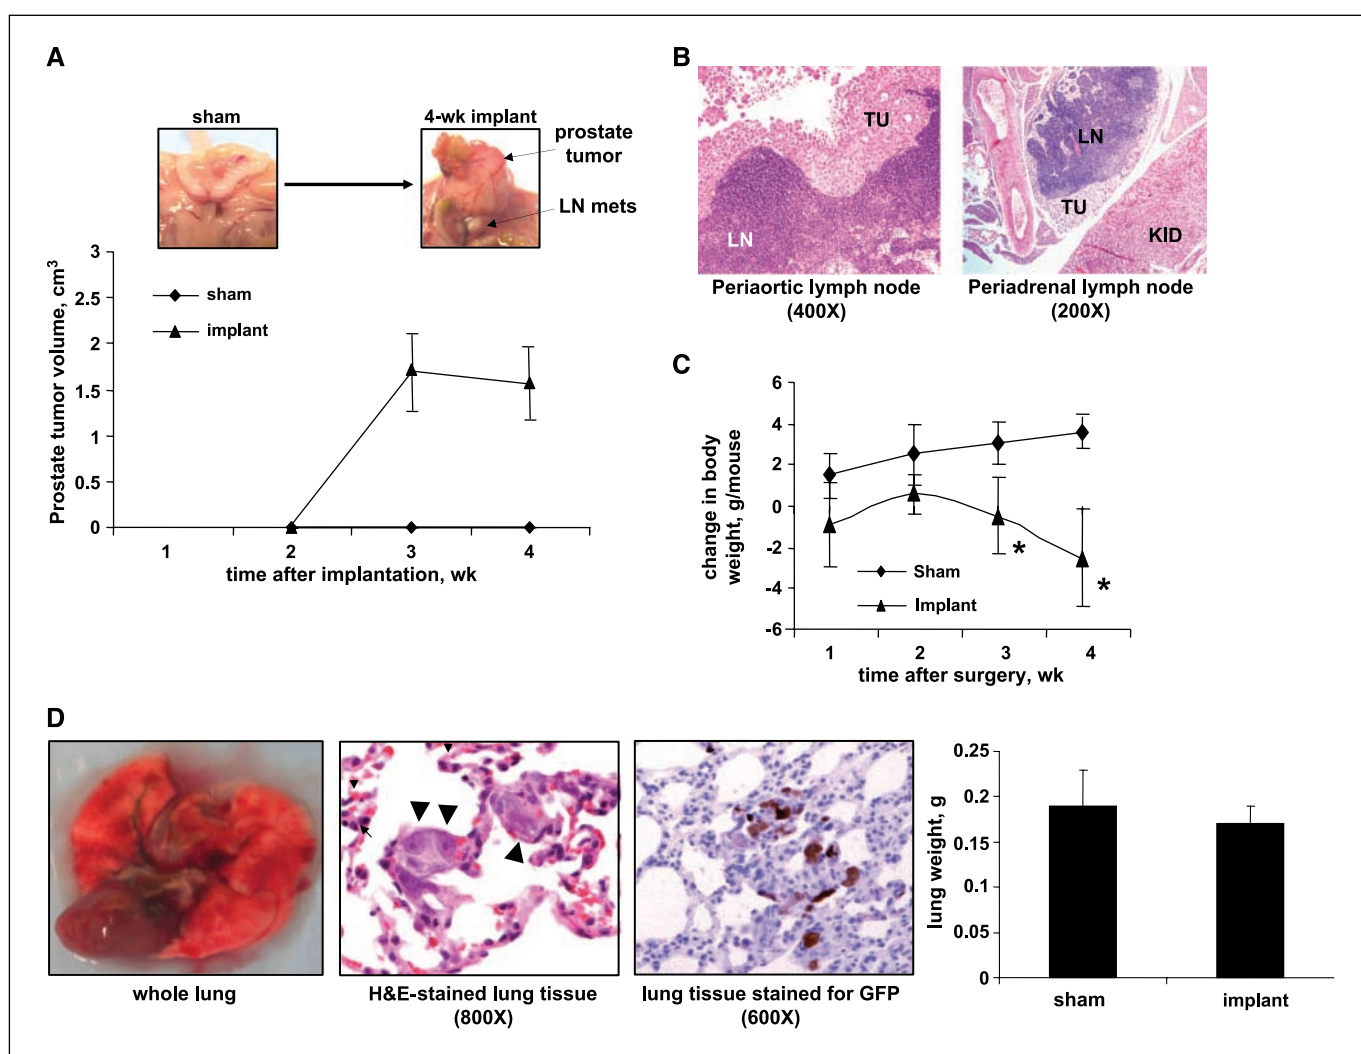 A
sham
4-wk implant
prostate
tumor
LN mets
Prostate tumor volume, cm³
3
2.5
2
1.5
1
0.5
0
sham
implant
1
2
3
4
time after implantation, wk
B
TU
LN
LN
TU
KID
Periaortic lymph node
(400X)
Periadrenal lymph node
(200X)
C
change in body
weight, g/mouse
6
4
2
0
-2
-4
-6
*
*
Sham
Implant
1
2
3
4
time after surgery, wk
D
whole lung
H&E-stained lung tissue
(800X)
lung tissue stained for GFP
(600X)
lung weight, g
0.25
0.2
0.15
0.1
0.05
0
sham
implant